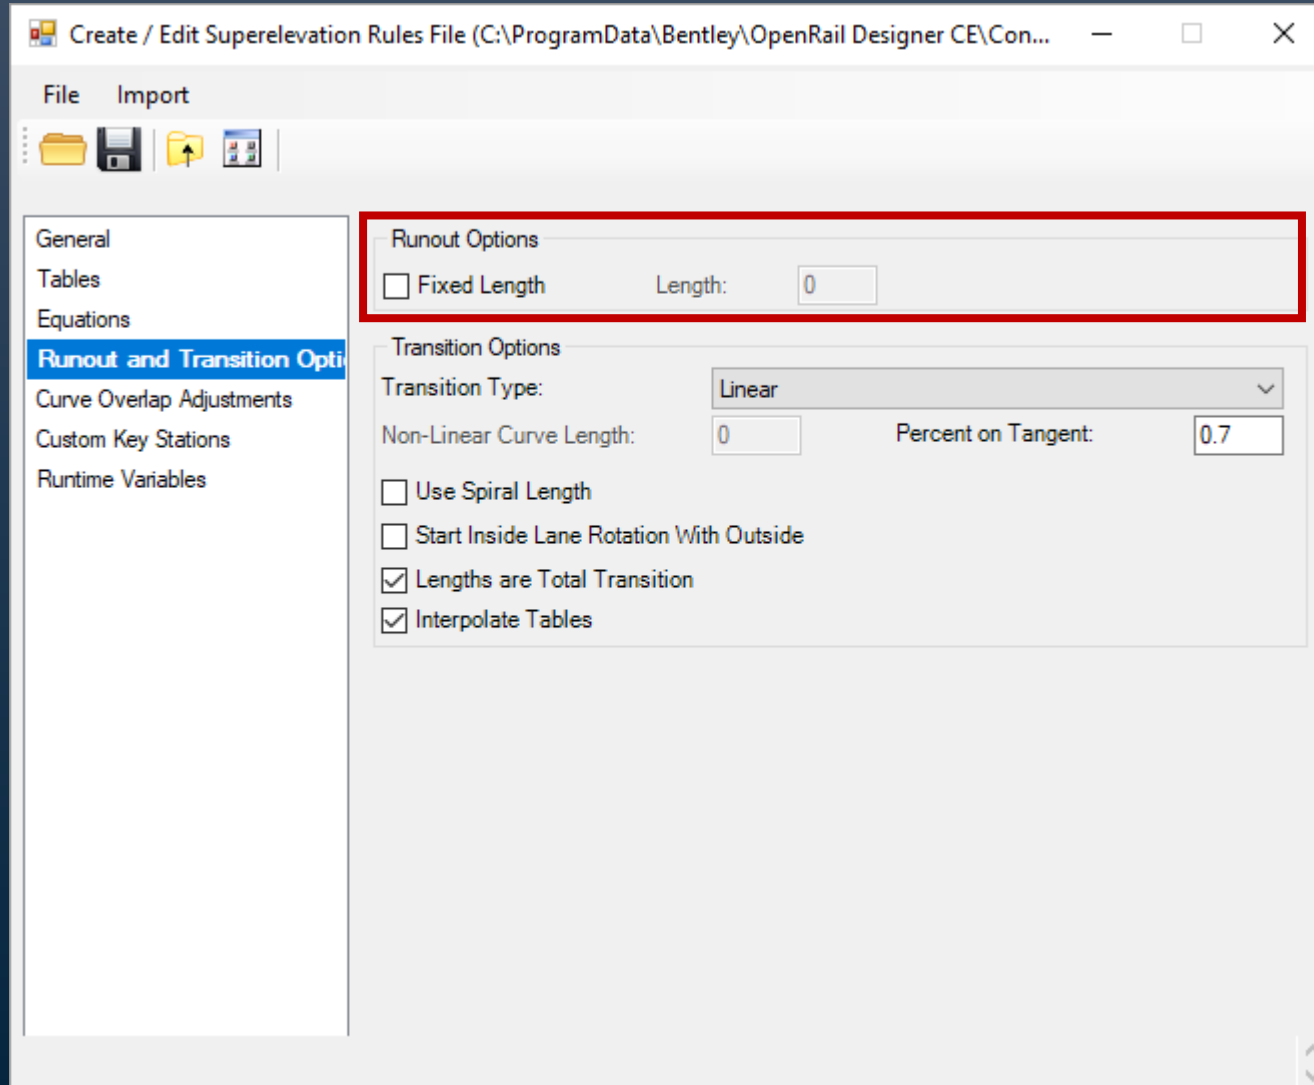 Create / Edit Superelevation Rules File (C:\ProgramData\Bentley\OpenRail Designer CE\Con...
File Import
General
Tables
Equations
Runout and Transition Opti
Curve Overlap Adjustments
Custom Key Stations
Runtime Variables
Runout Options
Fixed Length Length: 0
Transition Options
Transition Type: Linear
Non-Linear Curve Length: 0 Percent on Tangent: 0.7
Use Spiral Length
Start Inside Lane Rotation With Outside
Lengths are Total Transition
Interpolate Tables